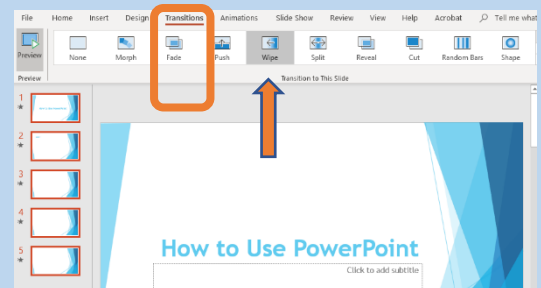 File Home Insert Design Transitions Animations Slide Show Review View Help Acrobat Tell me what
Preview None Morph Fade Push Wipe Split Reveal Cut Random Bars Shape
Preview Transition to This Slide
1
2
3
4
5
How to Use PowerPoint
Click to add subtitle